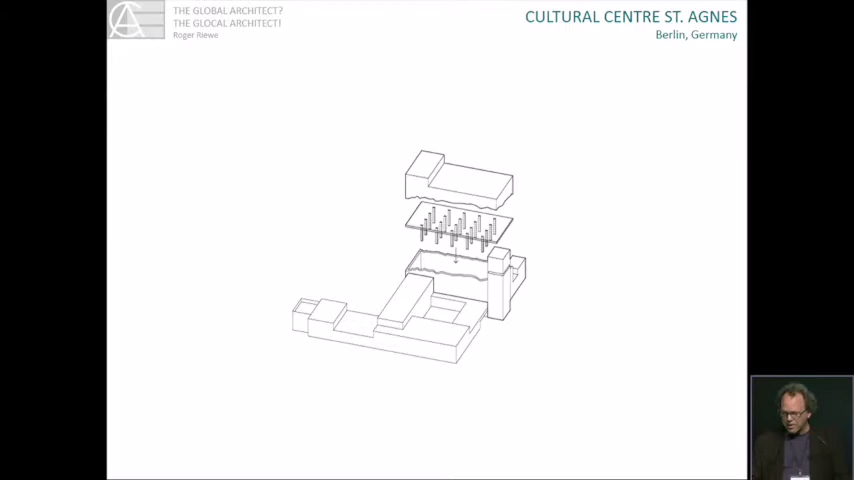 THE GLOBAL ARCHITECT?
THE GLOCAL ARCHITECT!
Roger Riewe
CULTURAL CENTRE ST. AGNES
Berlin, Germany